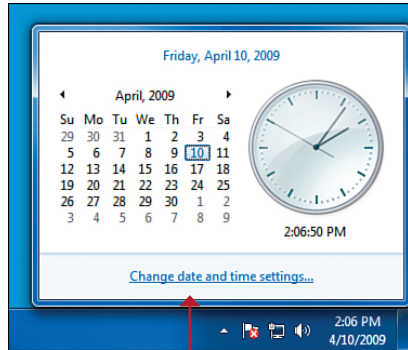 Friday, April 10, 2009
April, 2009
Su Mo Tu We Th Fr Sa
29 30 31 1 2 3 4
5 6 7 8 9 10 11
12 13 14 15 16 17 18
19 20 21 22 23 24 25
26 27 28 29 30 1 2
3 4 5 6 7 8 9
2:06:50 PM
Change date and time settings...
2:06 PM
4/10/2009